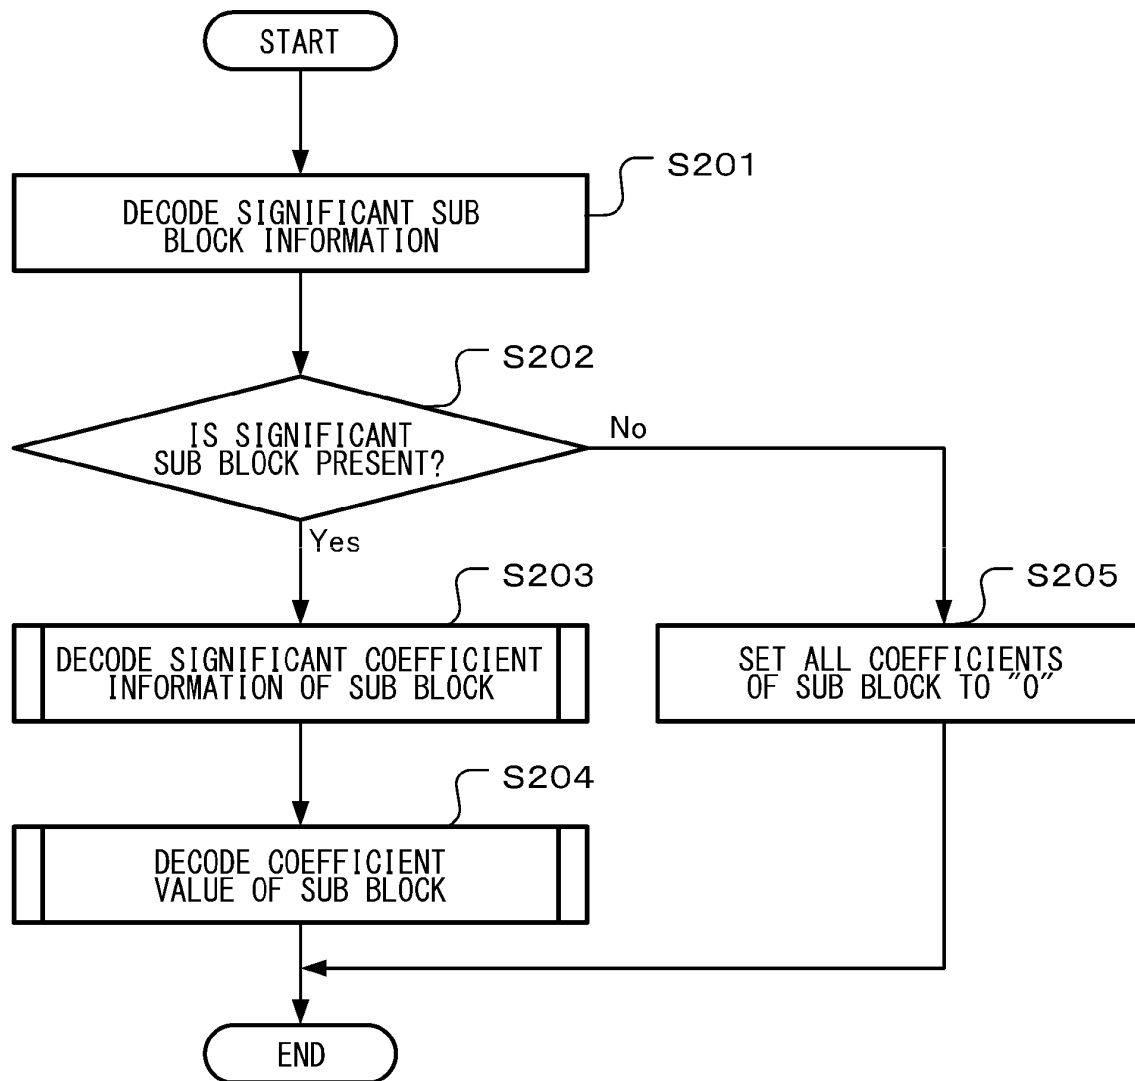 START
S201
DECODE SIGNIFICANT SUB
BLOCK INFORMATION
S202
IS SIGNIFICANT
SUB BLOCK PRESENT?
No
Yes
S203
DECODE SIGNIFICANT COEFFICIENT
INFORMATION OF SUB BLOCK
S205
SET ALL COEFFICIENTS
OF SUB BLOCK TO "0"
S204
DECODE COEFFICIENT
VALUE OF SUB BLOCK
END